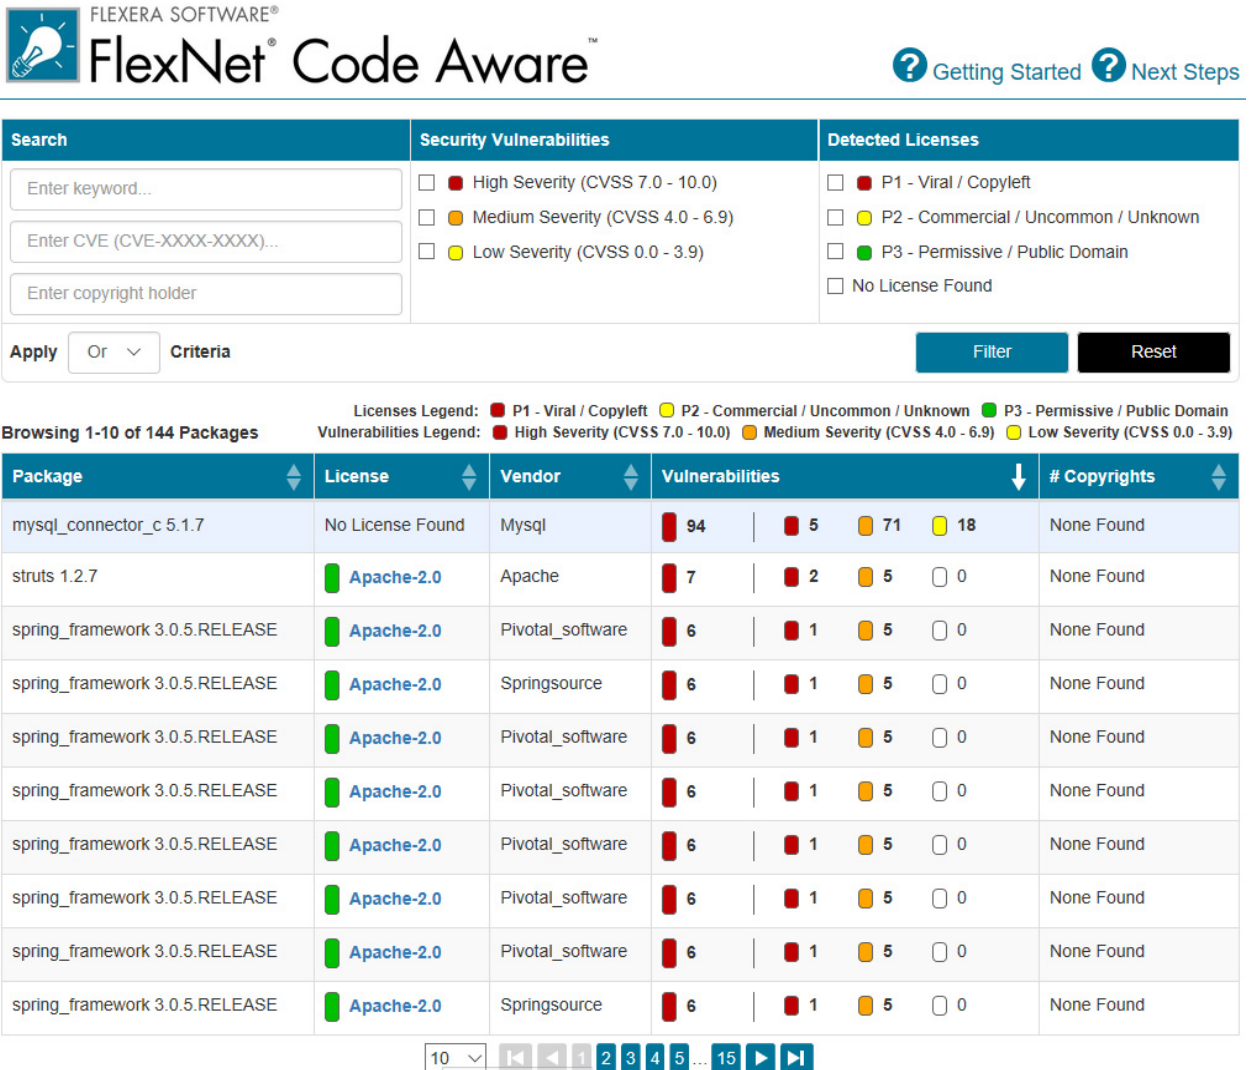 FLEXERA SOFTWARE®
FlexNet® Code Aware™
? Getting Started ? Next Steps
Search Security Vulnerabilities Detected Licenses
Enter keyword... High Severity (CVSS 7.0 - 10.0) P1 - Viral / Copyleft
Medium Severity (CVSS 4.0 - 6.9) P2 - Commercial / Uncommon / Unknown
Enter CVE (CVE-XXXX-XXXX)... Low Severity (CVSS 0.0 - 3.9) P3 - Permissive / Public Domain
Enter copyright holder No License Found
Apply Or Criteria Filter Reset
Licenses Legend: P1 - Viral / Copyleft P2 - Commercial / Uncommon / Unknown P3 - Permissive / Public Domain
Browsing 1-10 of 144 Packages Vulnerabilities Legend: High Severity (CVSS 7.0 - 10.0) Medium Severity (CVSS 4.0 - 6.9) Low Severity (CVSS 0.0 - 3.9)
Package License Vendor Vulnerabilities # Copyrights
mysql_connector_c 5.1.7 No License Found Mysql 94 5 71 18 None Found
struts 1.2.7 Apache-2.0 Apache 7 2 5 0 None Found
spring_framework 3.0.5.RELEASE Apache-2.0 Pivotal_software 6 1 5 0 None Found
spring_framework 3.0.5.RELEASE Apache-2.0 Springsource 6 1 5 0 None Found
spring_framework 3.0.5.RELEASE Apache-2.0 Pivotal_software 6 1 5 0 None Found
spring_framework 3.0.5.RELEASE Apache-2.0 Pivotal_software 6 1 5 0 None Found
spring_framework 3.0.5.RELEASE Apache-2.0 Pivotal_software 6 1 5 0 None Found
spring_framework 3.0.5.RELEASE Apache-2.0 Pivotal_software 6 1 5 0 None Found
spring_framework 3.0.5.RELEASE Apache-2.0 Pivotal_software 6 1 5 0 None Found
spring_framework 3.0.5.RELEASE Apache-2.0 Springsource 6 1 5 0 None Found
10 1 2 3 4 5 ... 15